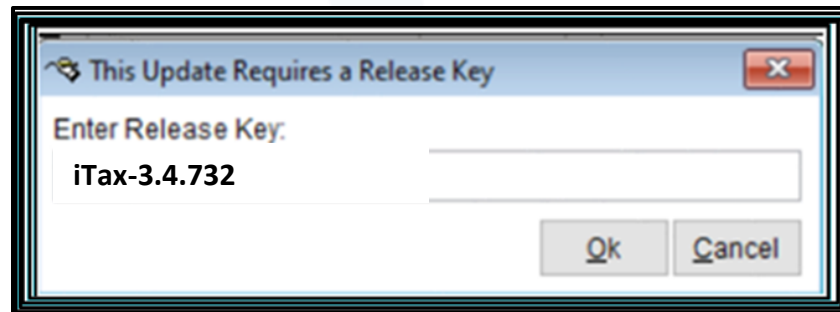 This Update Requires a Release Key
Enter Release Key:
iTax-3.4.732
Ok Cancel